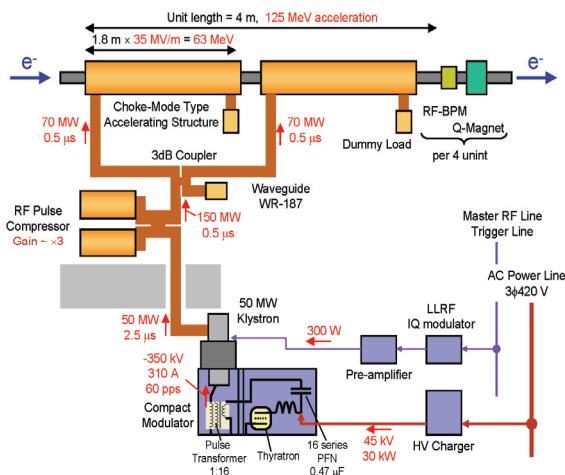 Unit length = 4 m, 125 MeV acceleration
1.8 m × 35 MV/m = 63 MeV
e-
e-
70 MW
0.5 µs
Choke-Mode Type
Accelerating Structure
70 MW
0.5 µs
Dummy Load
RF-BPM
Q-Magnet
per 4 unint
3dB Coupler
Waveguide
WR-187
RF Pulse
Compressor
Gain ~ ×3
150 MW
0.5 µs
Master RF Line
Trigger Line
AC Power Line
3ϕ420 V
50 MW
2.5 µs
50 MW
Klystron
300 W
LLRF
IQ modulator
Pre-amplifier
-350 kV
310 A
60 pps
Compact
Modulator
Pulse
Transformer
1:16
Thyratron
16 series
PFN
0.47 µF
45 kV
30 kW
HV Charger